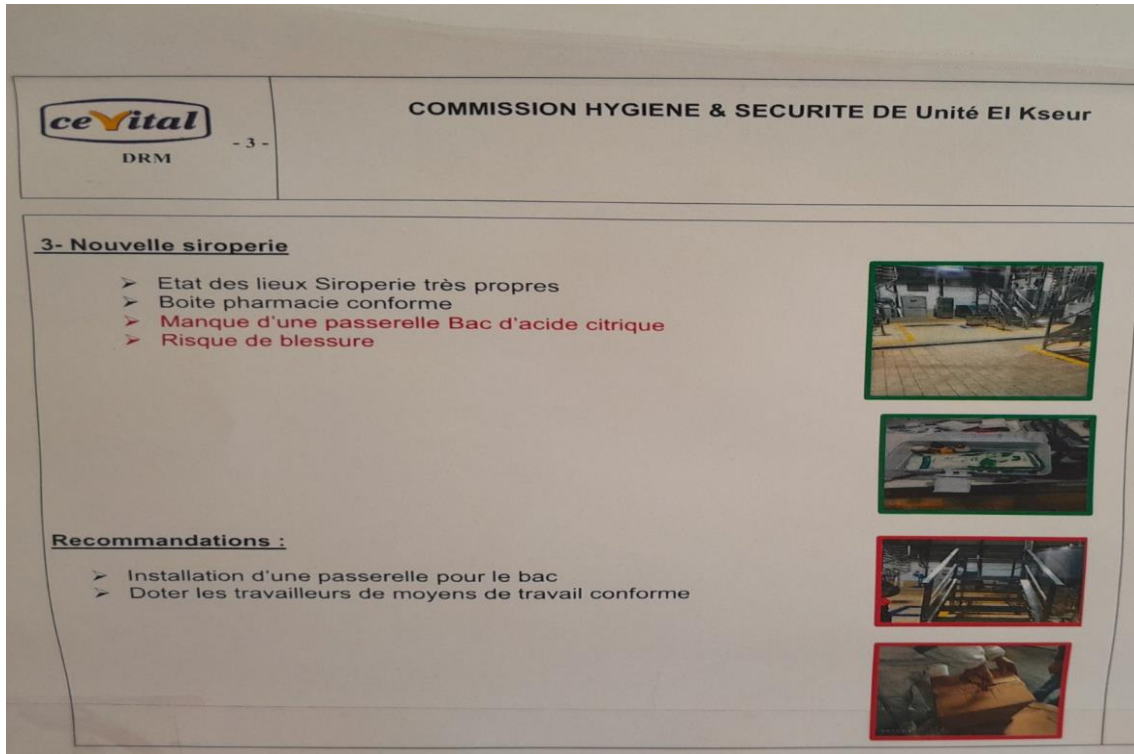 ceVital
DRM
- 3 -
COMMISSION HYGIENE & SECURITE DE Unité El Kseur
3- Nouvelle siroperie
➢ Etat des lieux Siroperie très propres
➢ Boite pharmacie conforme
➢ Manque d'une passerelle Bac d'acide citrique
➢ Risque de blessure
Recommandations :
➢ Installation d'une passerelle pour le bac
➢ Doter les travailleurs de moyens de travail conforme